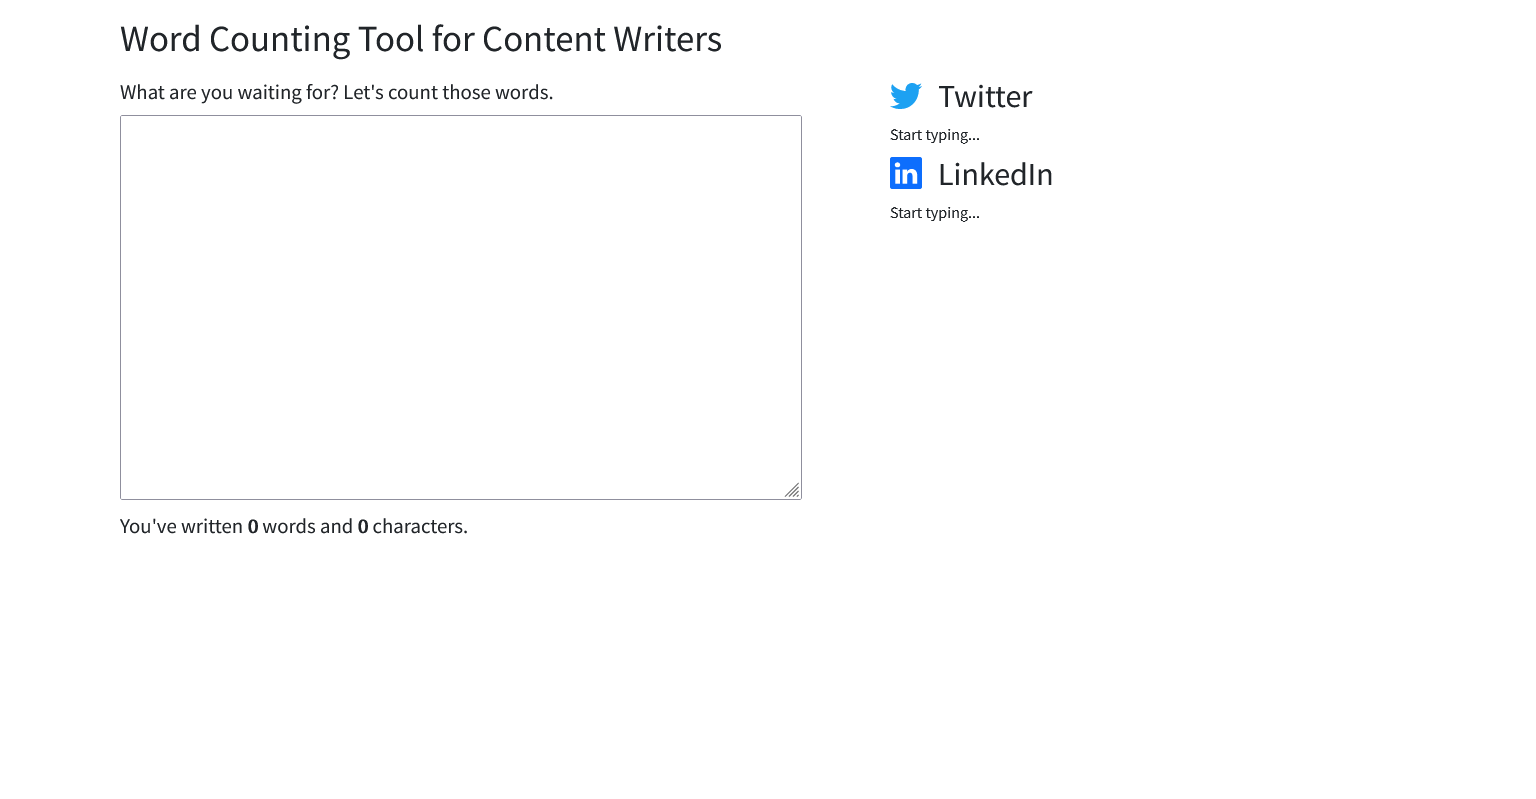 Word Counting Tool for Content Writers
What are you waiting for? Let's count those words.
You've written 0 words and 0 characters.
Twitter
Start typing...
in LinkedIn
Start typing...